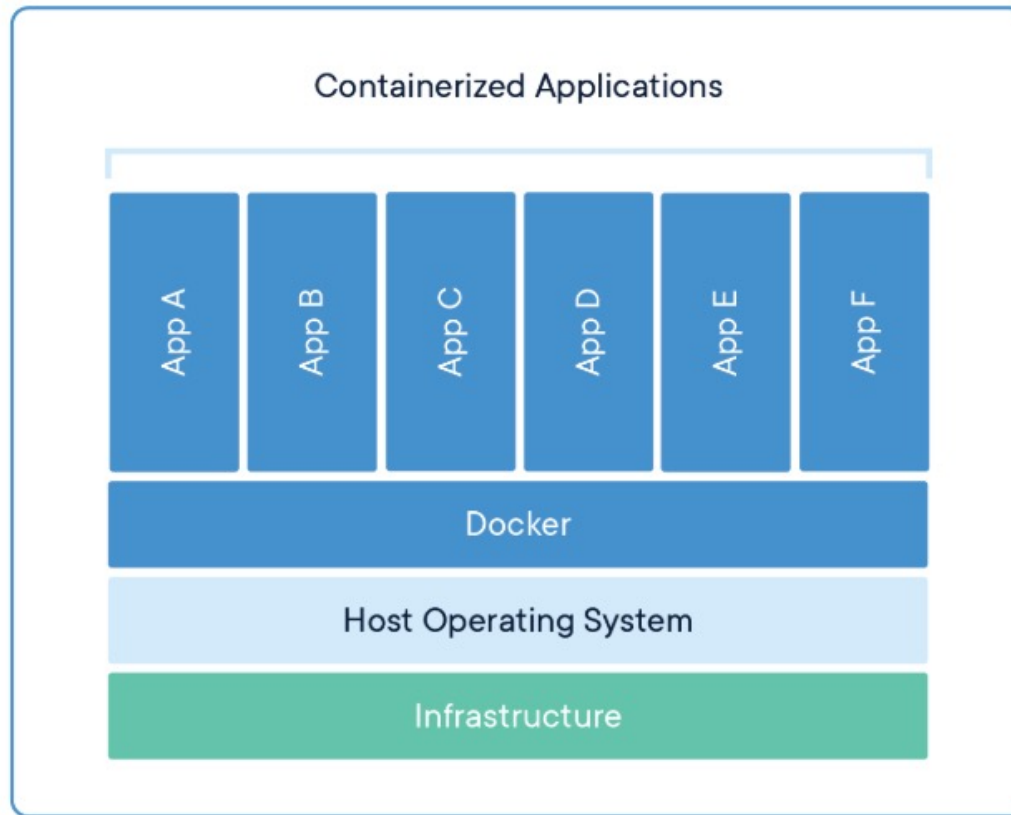 Containerized Applications
App A
App B
App C
App D
App E
App F
Docker
Host Operating System
Infrastructure